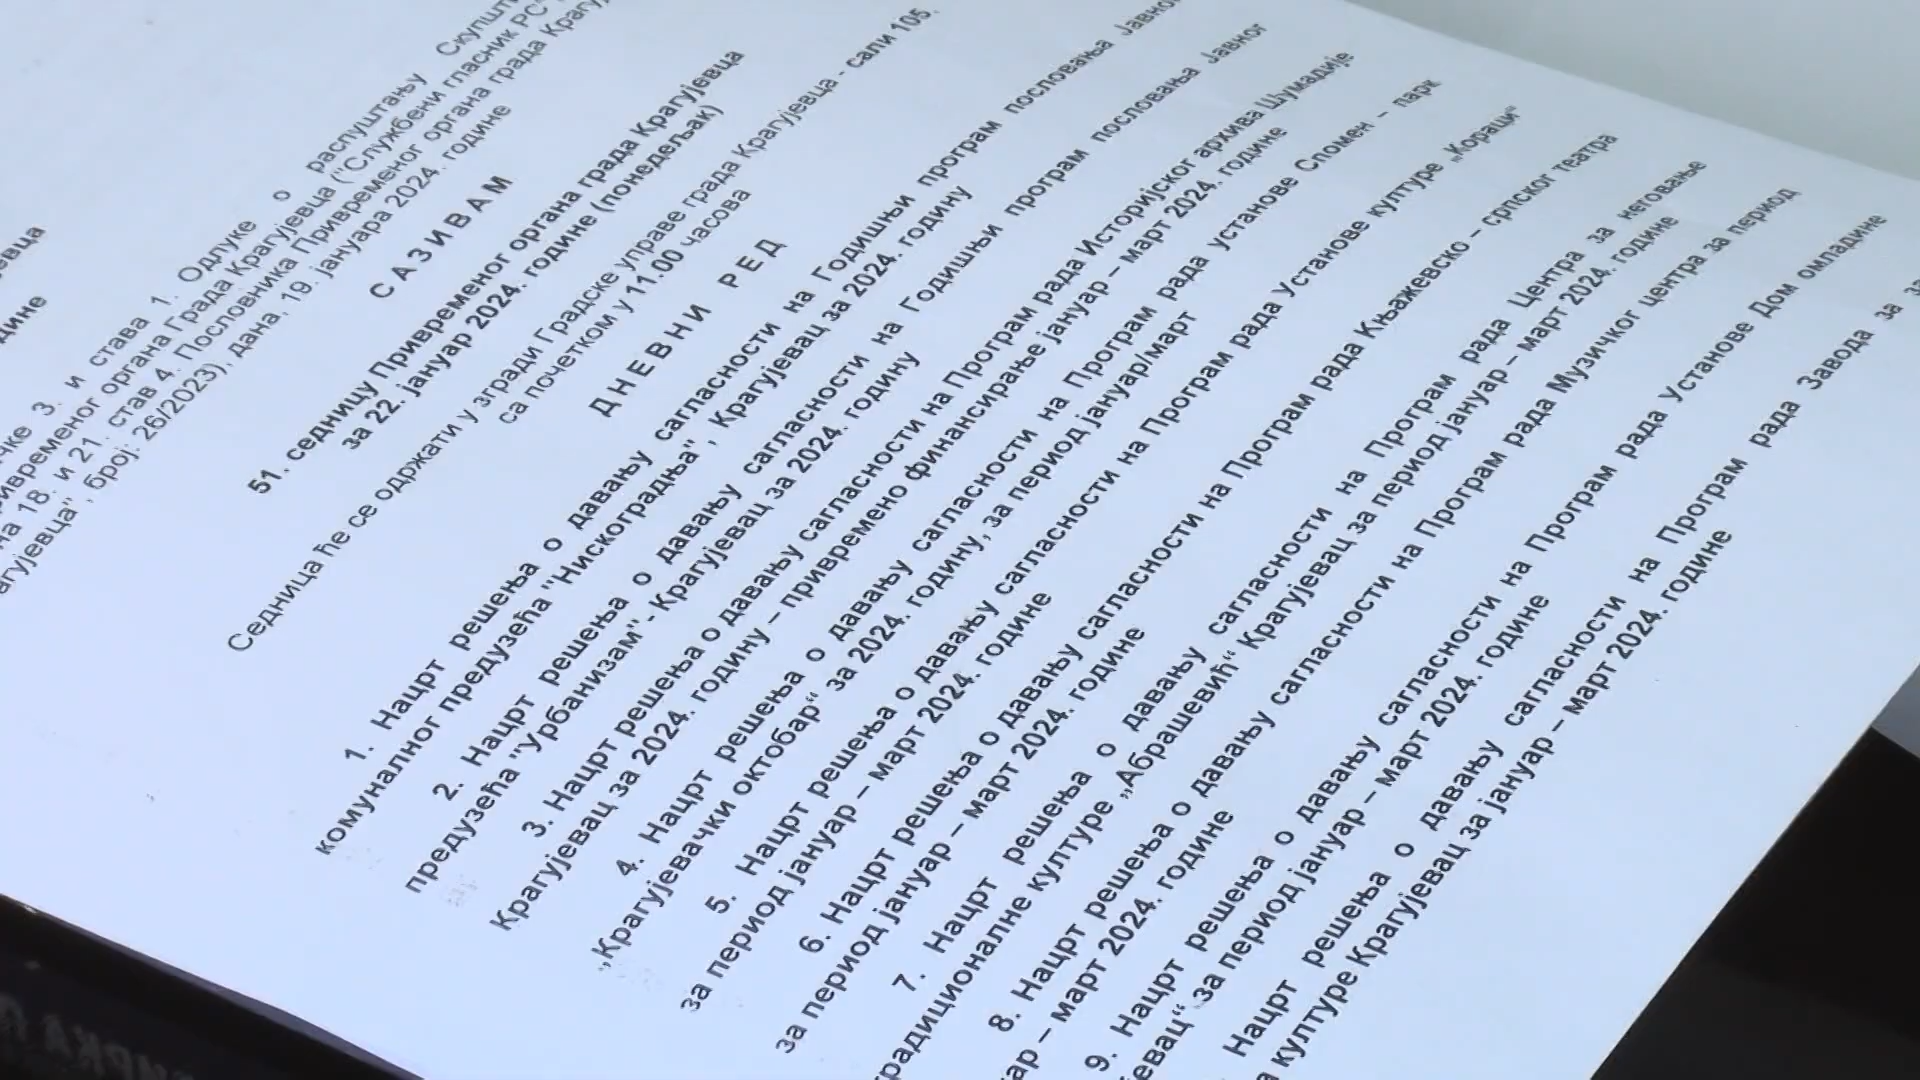 ине
чке 3. и става 1. Одлуке о распуштању Скупшти
ивременог органа Града Крагујевца ("Службени гласник РС"
на 18. и 21. став 4. Пословника Привременог органа града Крагује
агујевца", број: 26/2023), дана, 19. јануара 2024. године
С А З И В А М
51. седницу Привременог органа града Крагујевца
за 22. јануар 2024. године (понедељак)
Седница ће се одржати у згради Градске управе града Крагујевца - сали 105.
са почетком у 11.00 часова
Д Н Е В Н И Р Е Д
1. Нацрт решења о давању сагласности на Годишњи програм пословања Јавног
комуналног предузећа "Нискоградња", Крагујевац за 2024. годину
2. Нацрт решења о давању сагласности на Годишњи програм пословања Јавног
предузећа "Урбанизам"- Крагујевац за 2024. годину
3. Нацрт решења о давању сагласности на Програм рада Историјског архива Шумадије
Крагујевац за 2024. годину – привремено финансирање јануар – март 2024. године
4. Нацрт решења о давању сагласности на Програм рада установе Спомен – парк
„Крагујевачки октобар“ за 2024. годину, за период јануар/март
5. Нацрт решења о давању сагласности на Програм рада Установе културе „Кораци“
за период јануар – март 2024. године
6. Нацрт решења о давању сагласности на Програм рада Књажевско – српског театра
за период јануар – март 2024. године
7. Нацрт решења о давању сагласности на Програм рада Центра за неговање
традиционалне културе „Абрашевић“ Крагујевац за период јануар – март 2024. године
8. Нацрт решења о давању сагласности на Програм рада Музичког центра за период
ар – март 2024. године
9. Нацрт решења о давању сагласности на Програм рада Установе Дом омладине
евац“ за период јануар – март 2024. године
Нацрт решења о давању сагласности на Програм рада Завода за за
а културе Крагујевац за јануар – март 2024. године